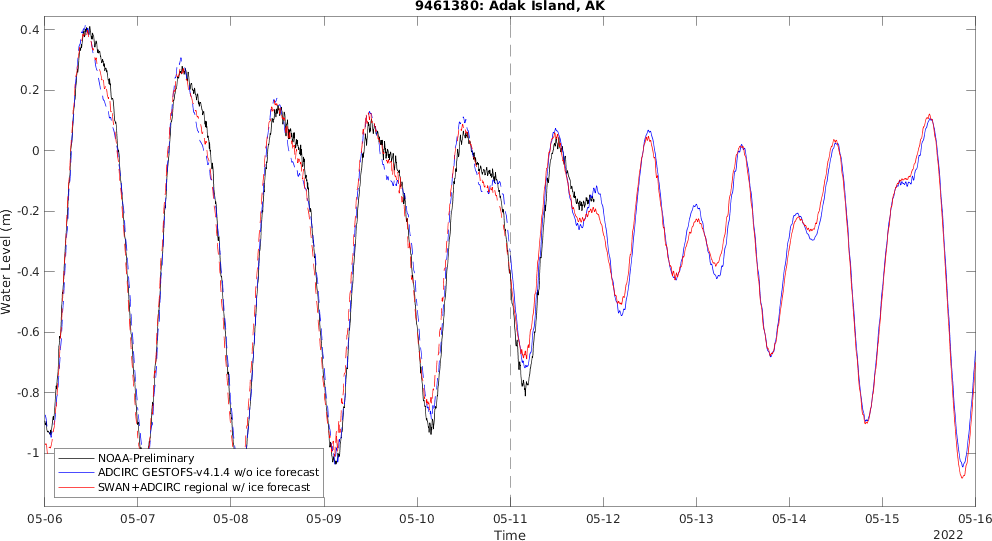 9461380: Adak Island, AK
Water Level (m)
0.4
0.2
0
-0.2
-0.4
-0.6
-0.8
-1
NOAA-Preliminary
ADCIRC GESTOFS-v4.1.4 w/o ice forecast
SWAN+ADCIRC regional w/ ice forecast
05-06 05-07 05-08 05-09 05-10 05-11 05-12 05-13 05-14 05-15 05-16
Time
2022